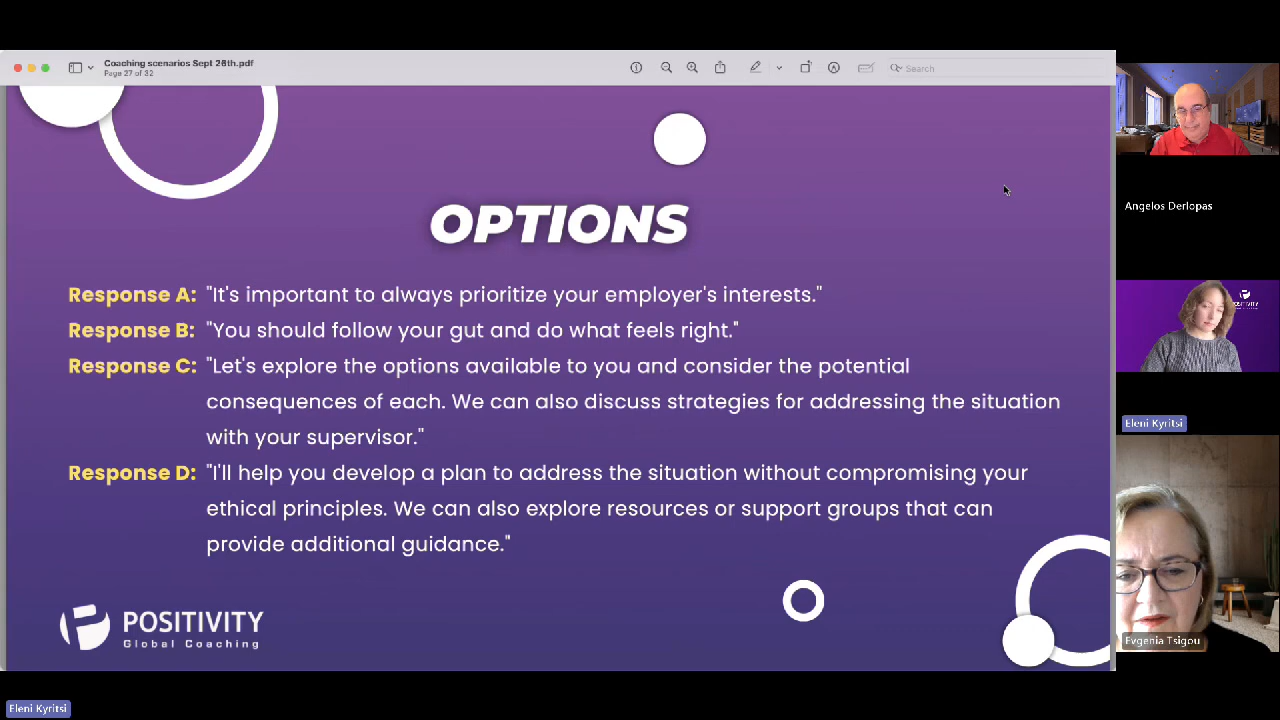 Coaching scenarios Sept 26th.pdf
Page 27 of 32
Search
OPTIONS
Response A: "It's important to always prioritize your employer's interests."
Response B: "You should follow your gut and do what feels right."
Response C: "Let's explore the options available to you and consider the potential
consequences of each. We can also discuss strategies for addressing the situation
with your supervisor."
Response D: "I'll help you develop a plan to address the situation without compromising your
ethical principles. We can also explore resources or support groups that can
provide additional guidance."
POSITIVITY
Global Coaching
Angelos Derlopas
POSITIVITY
Eleni Kyritsi
Evgenia Tsigou
Eleni Kyritsi